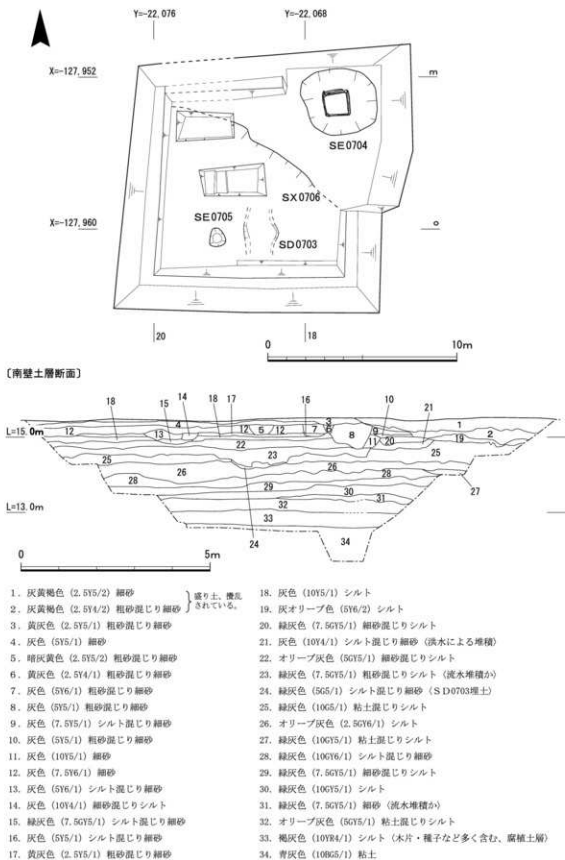 Y=-22,076
Y=-22,068
X=-127,952
m
SE0704
SX0706
SE0705
X=-127,960
o
SD0703
20
18
0
10m
〔南壁土層断面〕
18
15
14
18
17
16
10
21
L=15.0m
12
4
13
12
5
12
7
3
6
8
9
11
20
1
19
2
22
23
25
25
26
26
28
28
27
29
30
31
L=13.0m
32
33
24
34
0
5m
1. 灰黄褐色 (2.5Y5/2) 細砂
2. 灰黄褐色 (2.5Y4/2) 粗砂混じり細砂
盛り土、攪乱
されている。
3. 黄灰色 (2.5Y5/1) 粗砂混じり細砂
4. 灰色 (5Y5/1) 細砂
5. 暗灰黄色 (2.5Y5/2) 粗砂混じり細砂
6. 黄灰色 (2.5Y4/1) 粗砂混じり細砂
7. 灰色 (5Y6/1) 粗砂混じり細砂
8. 灰色 (5Y5/1) 粗砂混じり細砂
9. 灰色 (7.5Y5/1) シルト混じり細砂
10. 灰色 (5Y5/1) 粗砂混じり細砂
11. 灰色 (10Y5/1) 細砂
12. 灰色 (7.5Y6/1) 細砂
13. 灰色 (5Y6/1) シルト混じり細砂
14. 灰色 (10Y4/1) 細砂混じりシルト
15. 緑灰色 (7.5GY5/1) シルト混じり細砂
16. 灰色 (5Y5/1) シルト混じり細砂
17. 黄灰色 (2.5Y5/1) 粗砂混じり細砂
18. 灰色 (10Y5/1) シルト
19. 灰オリーブ色 (5Y6/2) シルト
20. 緑灰色 (7.5GY5/1) 細砂混じりシルト
21. 灰色 (10Y4/1) シルト混じり細砂 (洪水による堆積)
22. オリーブ灰色 (5GY5/1) 細砂混じりシルト
23. 緑灰色 (7.5GY5/1) 粗砂混じりシルト (流水堆積か)
24. 緑灰色 (5G5/1) シルト混じり細砂 (SD0703埋土)
25. 緑灰色 (10G5/1) 粘土混じりシルト
26. オリーブ灰色 (2.5GY6/1) シルト
27. 緑灰色 (10GY5/1) 粘土混じりシルト
28. 緑灰色 (10GY6/1) シルト混じり細砂
29. 緑灰色 (7.5GY5/1) 細砂混じりシルト
30. 緑灰色 (10GY5/1) シルト
31. 緑灰色 (7.5GY5/1) 細砂 (流水堆積か)
32. オリーブ灰色 (5GY5/1) 粘土混じりシルト
33. 褐灰色 (10YR4/1) シルト (木片・種子など多く含む、腐植土層)
34. 青灰色 (10BG5/1) 粘土